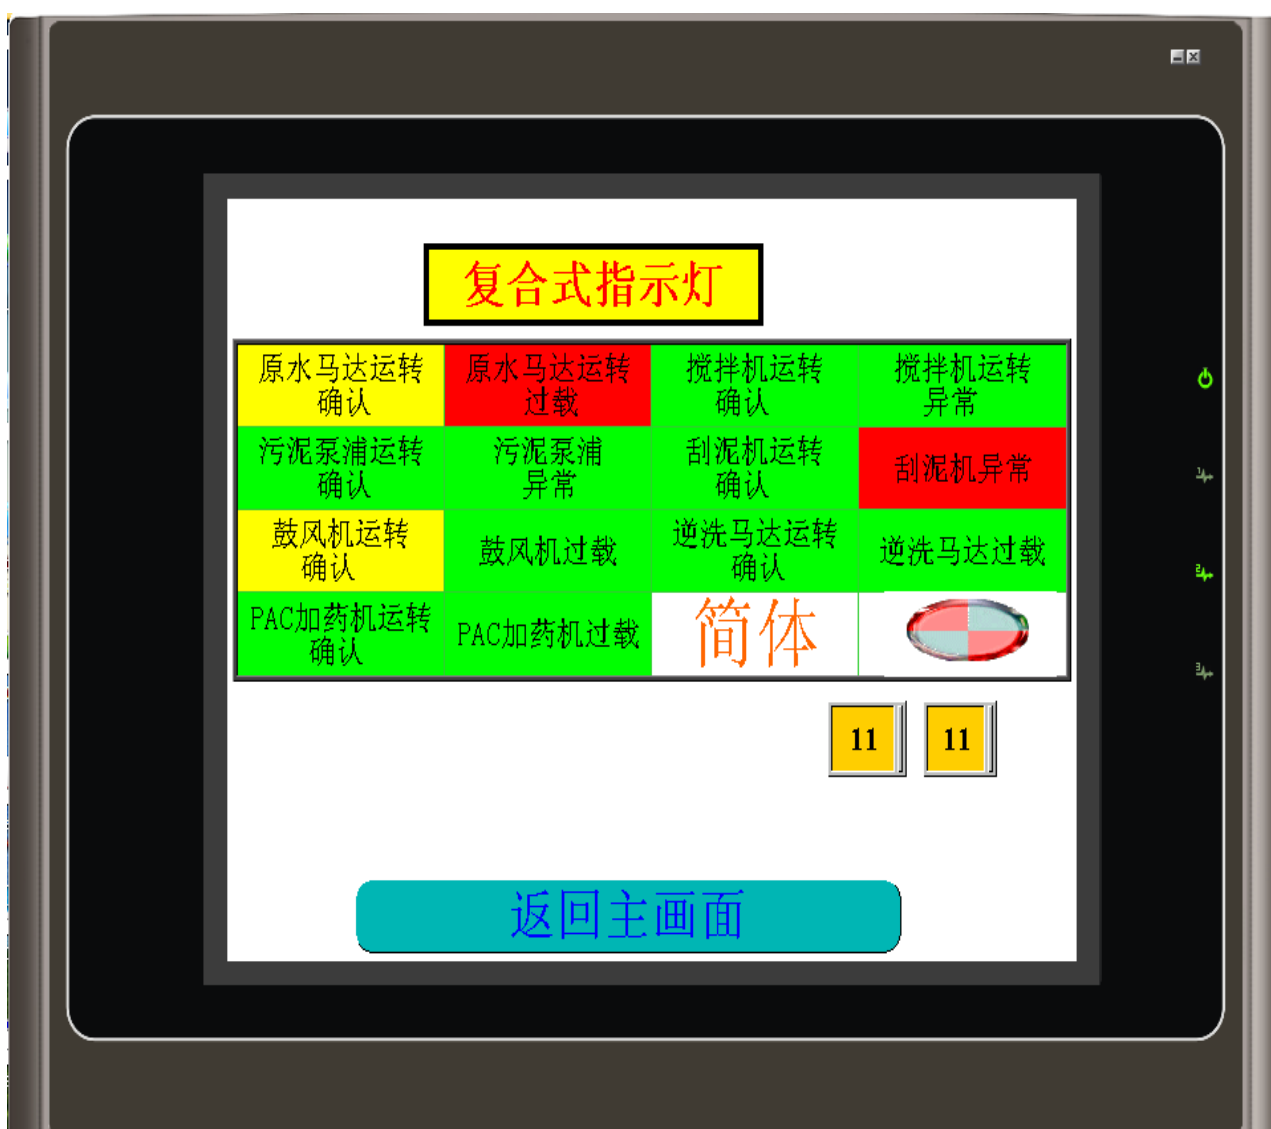 复合式指示灯
原水马达运转
确认
原水马达运转
过载
搅拌机运转
确认
搅拌机运转
异常
污泥泵浦运转
确认
污泥泵浦
异常
刮泥机运转
确认
刮泥机异常
鼓风机运转
确认
鼓风机过载
逆洗马达运转
确认
逆洗马达过载
PAC加药机运转
确认
PAC加药机过载
简体
11
11
返回主画面